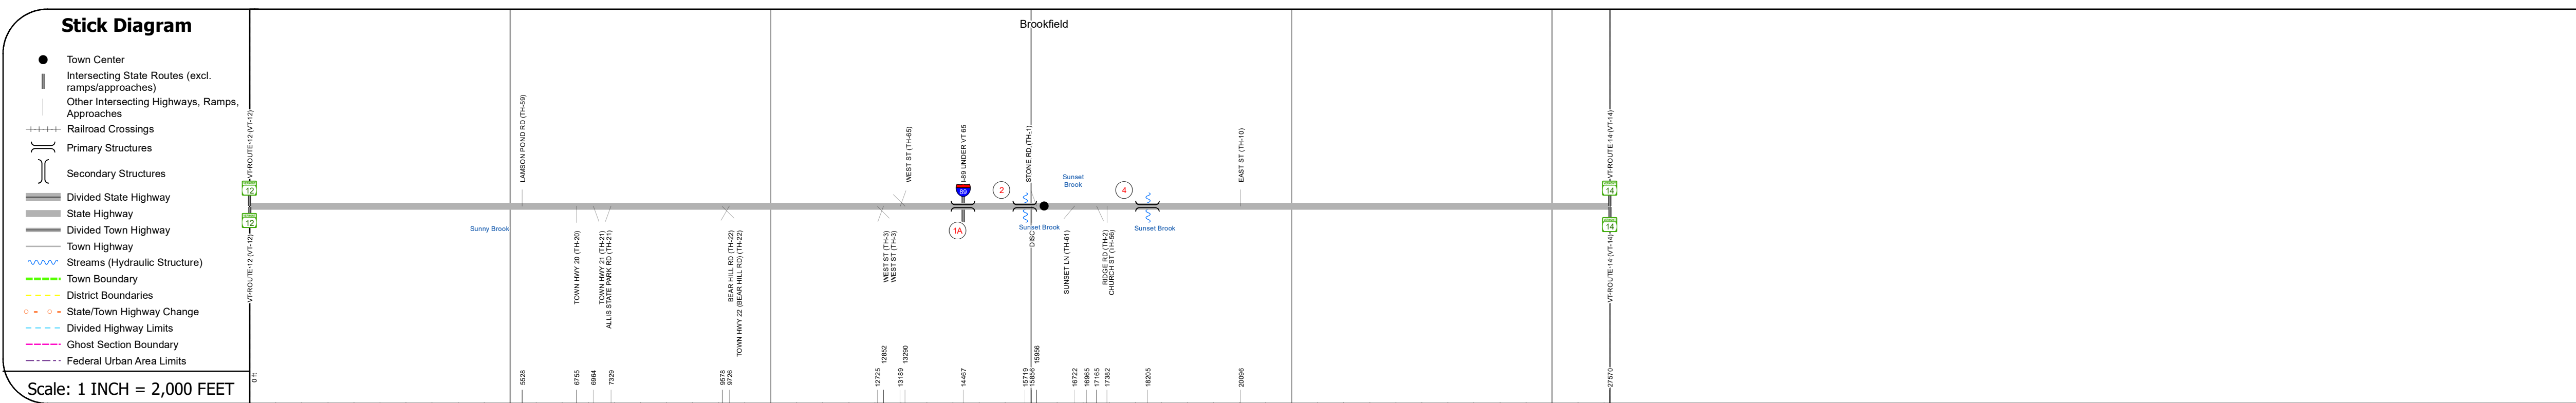 Stick Diagram
Town Center
Intersecting State Routes (excl.
ramps/approaches)
Other Intersecting Highways, Ramps,
Approaches
Railroad Crossings
Primary Structures
Secondary Structures
Divided State Highway
State Highway
Divided Town Highway
Town Highway
Streams (Hydraulic Structure)
Town Boundary
District Boundaries
State/Town Highway Change
Divided Highway Limits
Ghost Section Boundary
Federal Urban Area Limits
Scale: 1 INCH = 2,000 FEET
Brookfield
VT-ROUTE-12 (VT-12)
12
12
VT-ROUTE-12 (VT-12)
Sunny Brook
LAMSON POND RD (TH-59)
TOWN HWY 20 (TH-20)
TOWN HWY 21 (TH-21)
ALLIS STATE PARK RD (TH-21)
BEAR HILL RD (TH-22)
TOWN HWY 22 (BEAR HILL RD) (TH-22)
WEST ST (TH-3)
WEST ST (TH-3)
WEST ST (TH-65)
I-89 UNDER VT 65
89
1A
2
STONE RD (TH-1)
Sunset Brook
DISC
Sunset
Brook
SUNSET LN (TH-61)
RIDGE RD (TH-2)
CHURCH ST (TH-56)
4
Sunset Brook
EAST ST (TH-10)
VT-ROUTE-14 (VT-14)
14
14
VT-ROUTE-14 (VT-14)
0 ft
5528
6755
6964
7329
9578
9726
12725
12852
13189
13290
14467
15719
15856
15956
16722
16965
17165
17382
18205
20096
27570